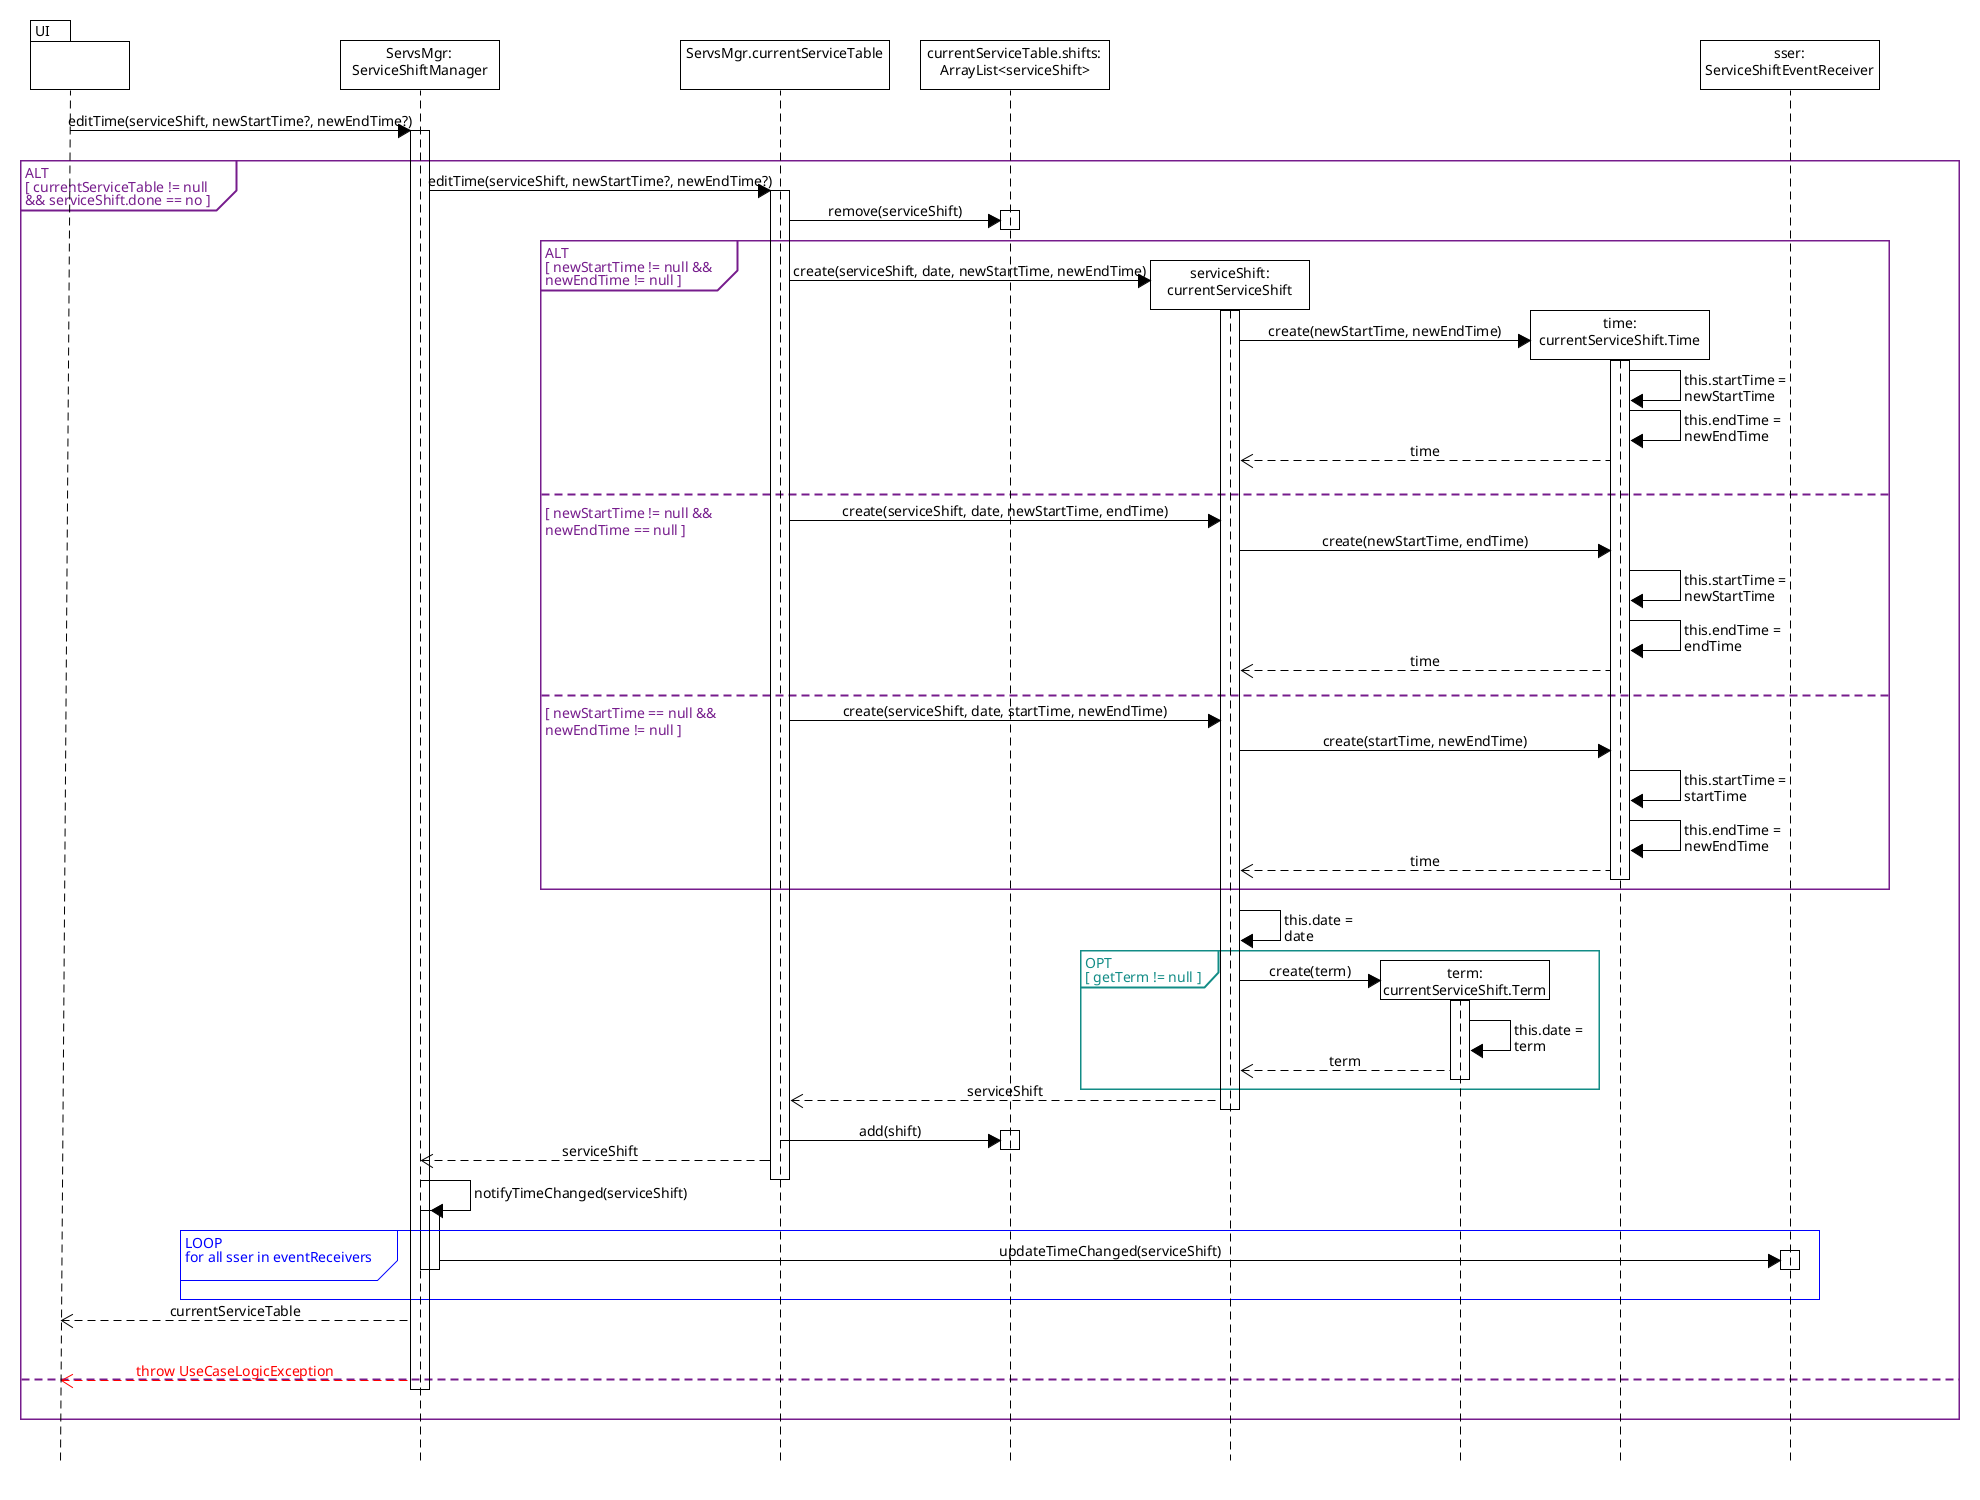 UI
ServsMgr:
ServiceShiftManager
ServsMgr.currentServiceTable
currentServiceTable.shifts:
ArrayList<serviceShift>
sser:
ServiceShiftEventReceiver
editTime(serviceShift, newStartTime?, newEndTime?)
ALT
[ currentServiceTable != null
&& serviceShift.done == no ]
editTime(serviceShift, newStartTime?, newEndTime?)
remove(serviceShift)
ALT
[ newStartTime != null &&
newEndTime != null ]
create(serviceShift, date, newStartTime, newEndTime)
serviceShift:
currentServiceShift
create(newStartTime, newEndTime)
time:
currentServiceShift.Time
this.startTime =
newStartTime
this.endTime =
newEndTime
time
[ newStartTime != null &&
newEndTime == null ]
create(serviceShift, date, newStartTime, endTime)
create(newStartTime, endTime)
this.startTime =
newStartTime
this.endTime =
endTime
time
[ newStartTime == null &&
newEndTime != null ]
create(serviceShift, date, startTime, newEndTime)
create(startTime, newEndTime)
this.startTime =
startTime
this.endTime =
newEndTime
time
this.date =
date
OPT
[ getTerm != null ]
create(term)
term:
currentServiceShift.Term
this.date =
term
term
serviceShift
add(shift)
serviceShift
notifyTimeChanged(serviceShift)
LOOP
for all sser in eventReceivers
updateTimeChanged(serviceShift)
currentServiceTable
throw UseCaseLogicException